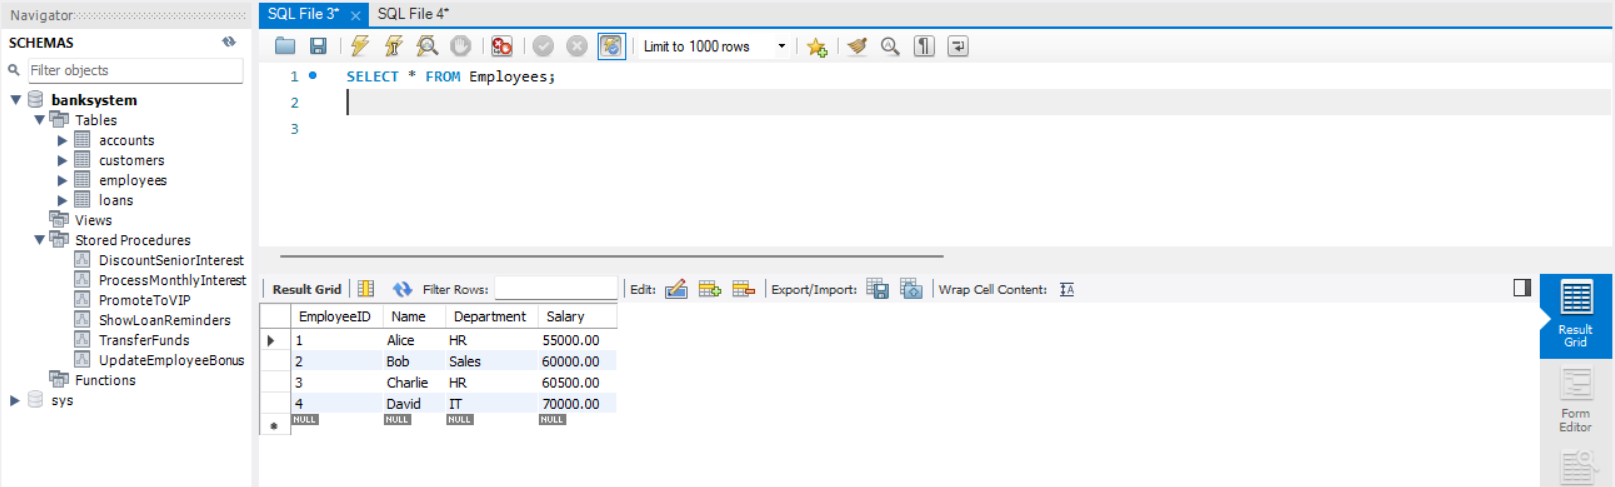 Navigator
SCHEMAS
Filter objects
banksystem
Tables
accounts
customers
employees
loans
Views
Stored Procedures
DiscountSeniorInterest
ProcessMonthlyInterest
PromoteToVIP
ShowLoanReminders
TransferFunds
UpdateEmployeeBonus
Functions
sys
SQL File 3* × SQL File 4*
Limit to 1000 rows
1 SELECT * FROM Employees;
2
3
Result Grid Filter Rows: Edit: Export/Import: Wrap Cell Content: IA
EmployeeID Name Department Salary
1 Alice HR 55000.00
2 Bob Sales 60000.00
3 Charlie HR 60500.00
4 David IT 70000.00
NULL NULL NULL NULL
Result
Grid
Form
Editor